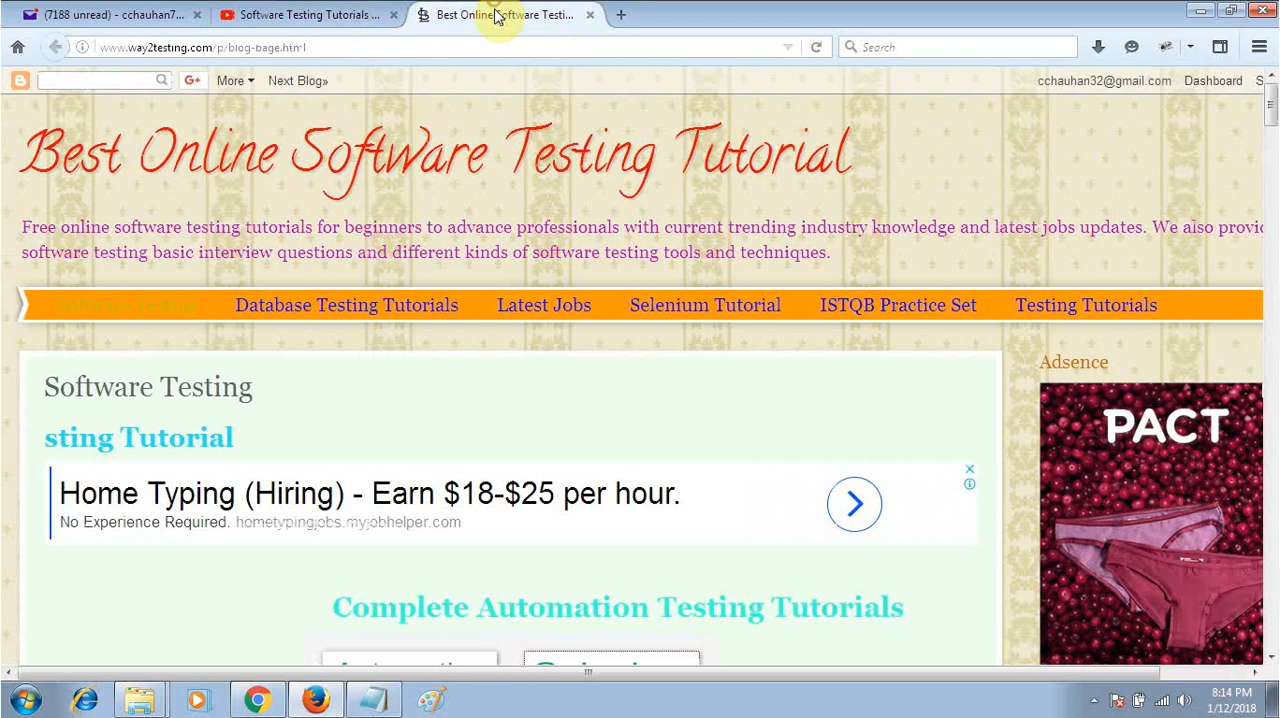 (7188 unread) - cchauhan7...
Software Testing Tutorials ...
Best Online Software Testi...
www.way2testing.com/p/blog-page.html
Search
G+
More
Next Blog»
cchauhan32@gmail.com
Dashboard
S
Best Online Software Testing Tutorial
Free online software testing tutorials for beginners to advance professionals with current trending industry knowledge and latest jobs updates. We also provi
software testing basic interview questions and different kinds of software testing tools and techniques.
Software Testing
Database Testing Tutorials
Latest Jobs
Selenium Tutorial
ISTQB Practice Set
Testing Tutorials
Software Testing
sting Tutorial
Home Typing (Hiring) - Earn $18-$25 per hour.
No Experience Required. hometypingjobs.myjobhelper.com
Complete Automation Testing Tutorials
Adsence
PACT
8:14 PM
1/12/2018